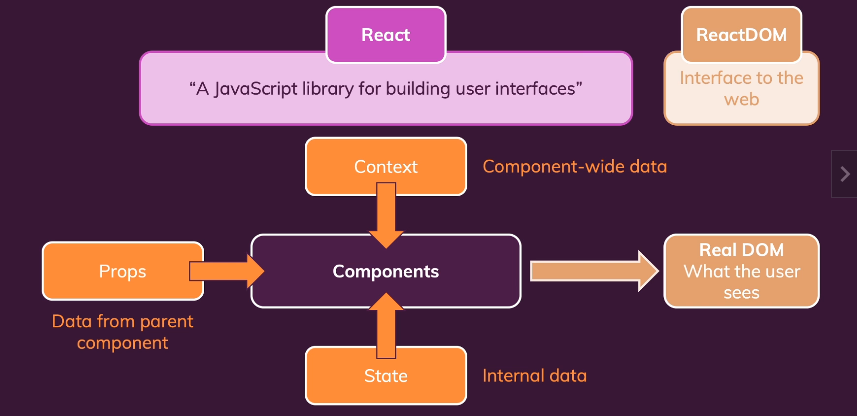 React
ReactDOM
“A JavaScript library for building user interfaces”
Interface to the
web
Context
Component-wide data
Props
Components
Real DOM
What the user
sees
Data from parent
component
State
Internal data